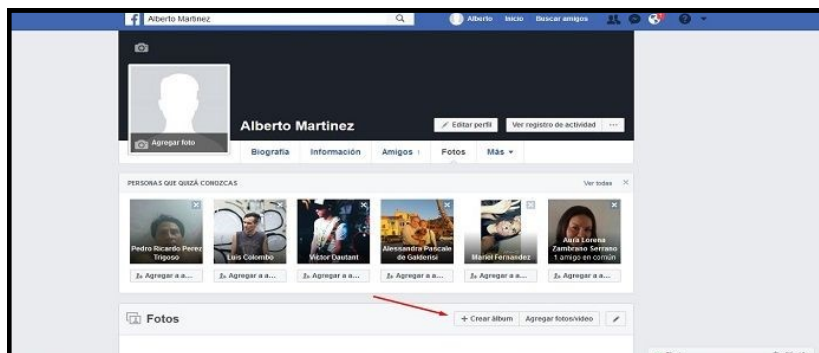 Alberto Martinez
Alberto Inicio Buscar amigos
Agregar foto
Alberto Martinez
Editar perfil Ver registro de actividad ...
Biografía Información Amigos 1 Fotos Más
PERSONAS QUE QUIZÁ CONOZCAS Ver todas
Pedro Ricardo Perez Trigoso
Luis Colombo
Victor Dautant
Alessandra Pascale de Galderisi
Mariel Fernandez
Aura Lorena Zambrano Serrano
1 amigo en común
Agregar a a... Agregar a a... Agregar a a... Agregar a a... Agregar a a... Agregar a a...
Fotos
+ Crear álbum Agregar fotos/video